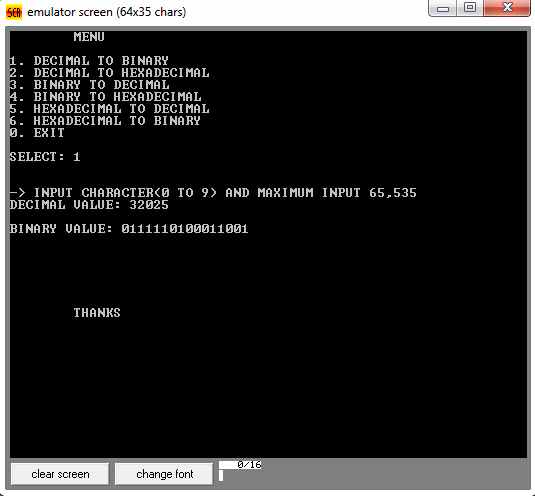 SCR emulator screen (64x35 chars)
MENU
1. DECIMAL TO BINARY
2. DECIMAL TO HEXADECIMAL
3. BINARY TO DECIMAL
4. BINARY TO HEXADECIMAL
5. HEXADECIMAL TO DECIMAL
6. HEXADECIMAL TO BINARY
0. EXIT
SELECT: 1
-> INPUT CHARACTER(0 TO 9) AND MAXIMUM INPUT 65,535
DECIMAL VALUE: 32025
BINARY VALUE: 0111110100011001
THANKS
clear screen change font 0/16